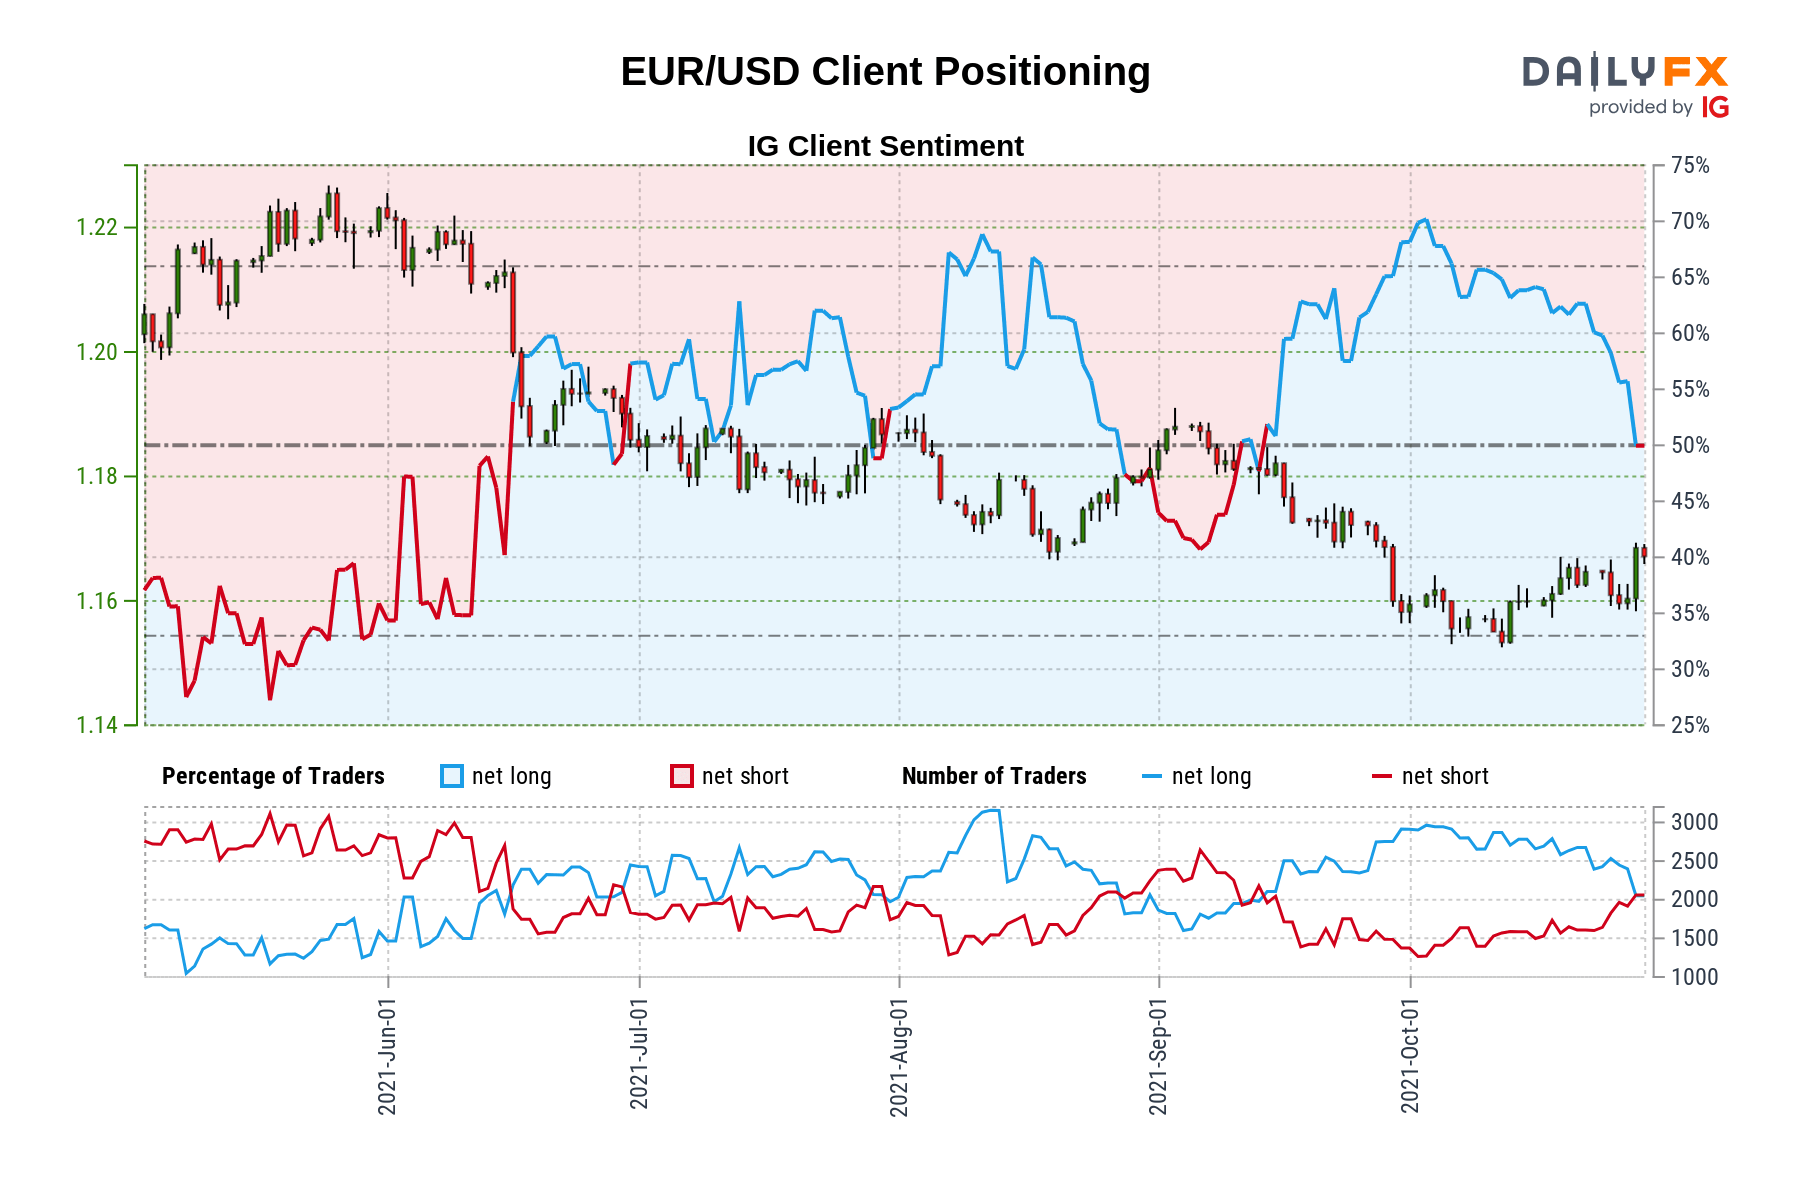 EUR/USD Client Positioning
DAILYFX
provided by IG
IG Client Sentiment
1.22
1.20
1.18
1.16
1.14
75%
70%
65%
60%
55%
50%
45%
40%
35%
30%
25%
Percentage of Traders net long net short Number of Traders net long net short
3000
2500
2000
1500
1000
2021-Jun-01
2021-Jul-01
2021-Aug-01
2021-Sep-01
2021-Oct-01